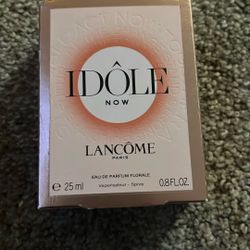 IDÔLE
NOW
LANCÔME
PARIS
EAU DE PARFUM FLORALE
e 25 ml Vaporisateur - Spray 0.8 FL.OZ.